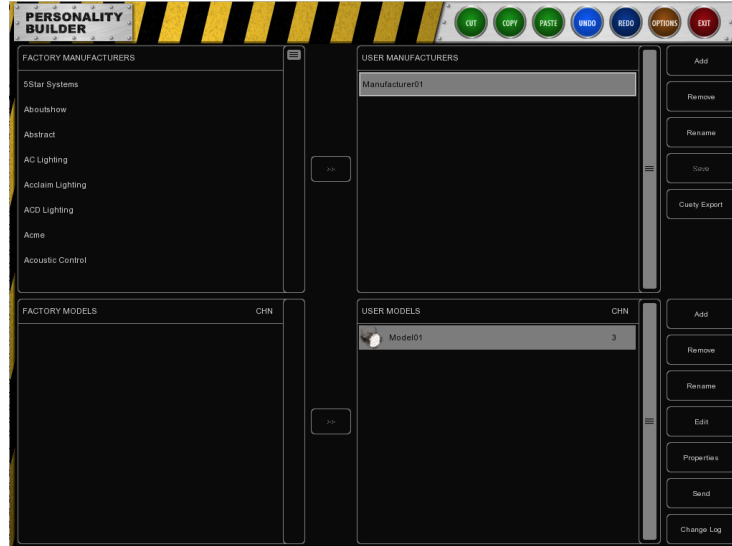 PERSONALITY
BUILDER
CUT
COPY
PASTE
UNDO
REDO
OPTIONS
EXIT
FACTORY MANUFACTURERS
5Star Systems
Aboutshow
Abstract
AC Lighting
Acclaim Lighting
ACD Lighting
Acme
Acoustic Control
>>
USER MANUFACTURERS
Manufacturer01
Add
Remove
Rename
Save
Cuety Export
FACTORY MODELS CHN
>>
USER MODELS CHN
Model01 3
Add
Remove
Rename
Edit
Properties
Send
Change Log